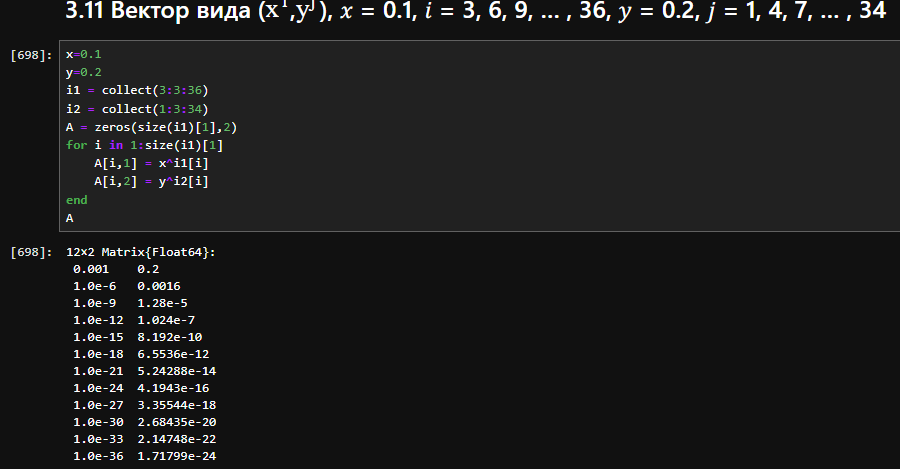 3.11 Вектор вида (xⁱ,yʲ), x = 0.1, i = 3, 6, 9, ... , 36, y = 0.2, j = 1, 4, 7, ... , 34
[698]:
x=0.1
y=0.2
i1 = collect(3:3:36)
i2 = collect(1:3:34)
A = zeros(size(i1)[1],2)
for i in 1:size(i1)[1]
    A[i,1] = x^i1[i]
    A[i,2] = y^i2[i]
end
A
[698]:
12×2 Matrix{Float64}:
 0.001    0.2
 1.0e-6   0.0016
 1.0e-9   1.28e-5
 1.0e-12  1.024e-7
 1.0e-15  8.192e-10
 1.0e-18  6.5536e-12
 1.0e-21  5.24288e-14
 1.0e-24  4.1943e-16
 1.0e-27  3.35544e-18
 1.0e-30  2.68435e-20
 1.0e-33  2.14748e-22
 1.0e-36  1.71799e-24